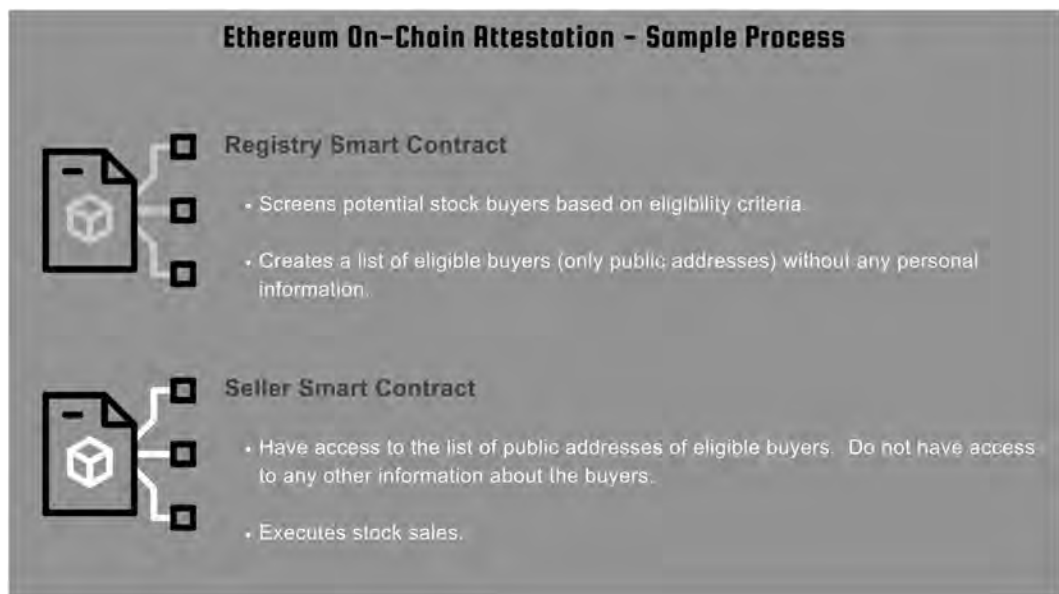 Ethereum On-Chain Attestation - Sample Process
Registry Smart Contract
• Screens potential stock buyers based on eligibility criteria.
• Creates a list of eligible buyers (only public addresses) without any personal
information.
Seller Smart Contract
• Have access to the list of public addresses of eligible buyers. Do not have access
to any other information about the buyers.
• Executes stock sales.